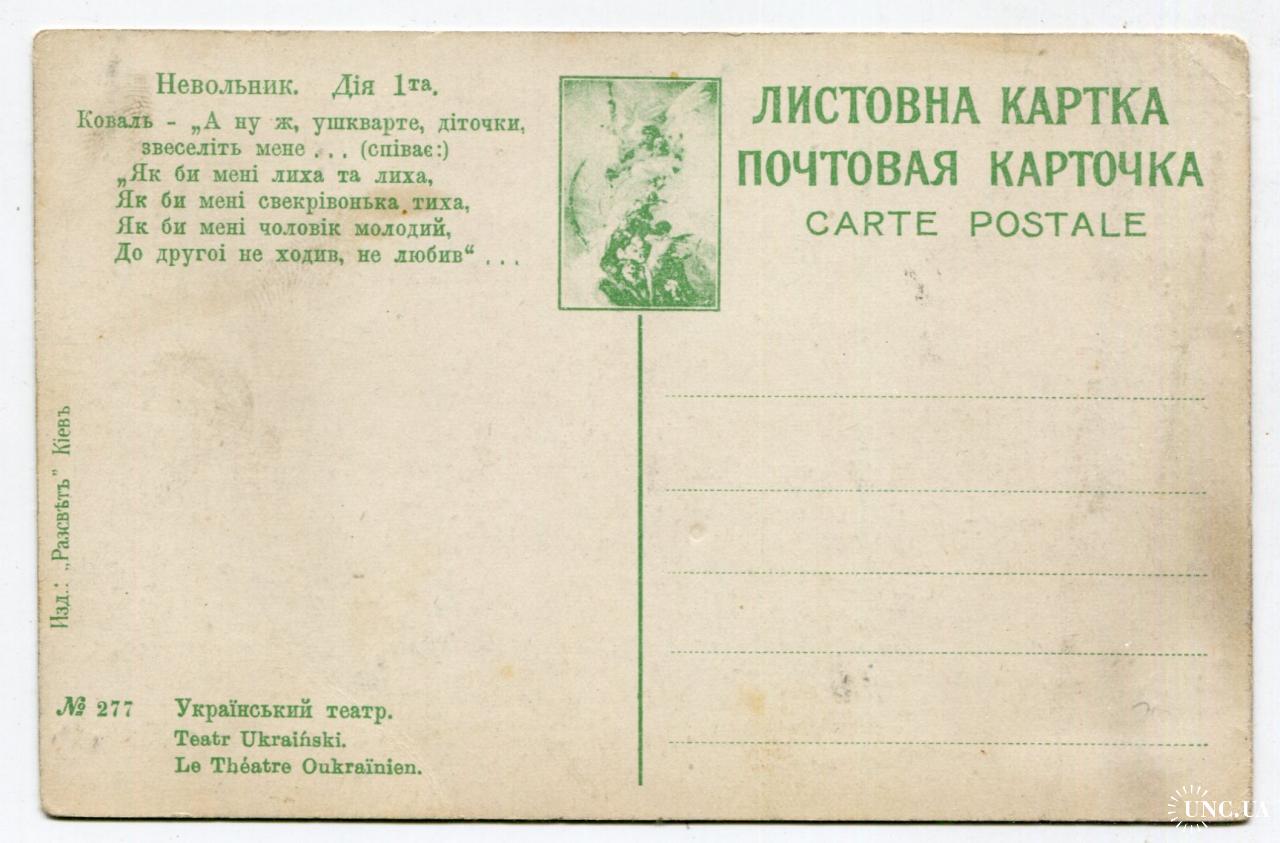 Невольник. Дія 1та.
Коваль - „А ну ж, ушкварте, діточки,
звеселіть мене . . . (співає:)
„Як би мені лиха та лиха,
Як би мені свекрівонька тиха,
Як би мені чоловік молодий,
До другоі не ходив, не любив“ . . .
ЛИСТОВНА КАРТКА
ПОЧТОВАЯ КАРТОЧКА
CARTE POSTALE
Изд.: „Разсвѣтъ” Кіевъ
№ 277 Український театр.
Teatr Ukraiński.
Le Théatre Oukraïnien.
UNC.UA